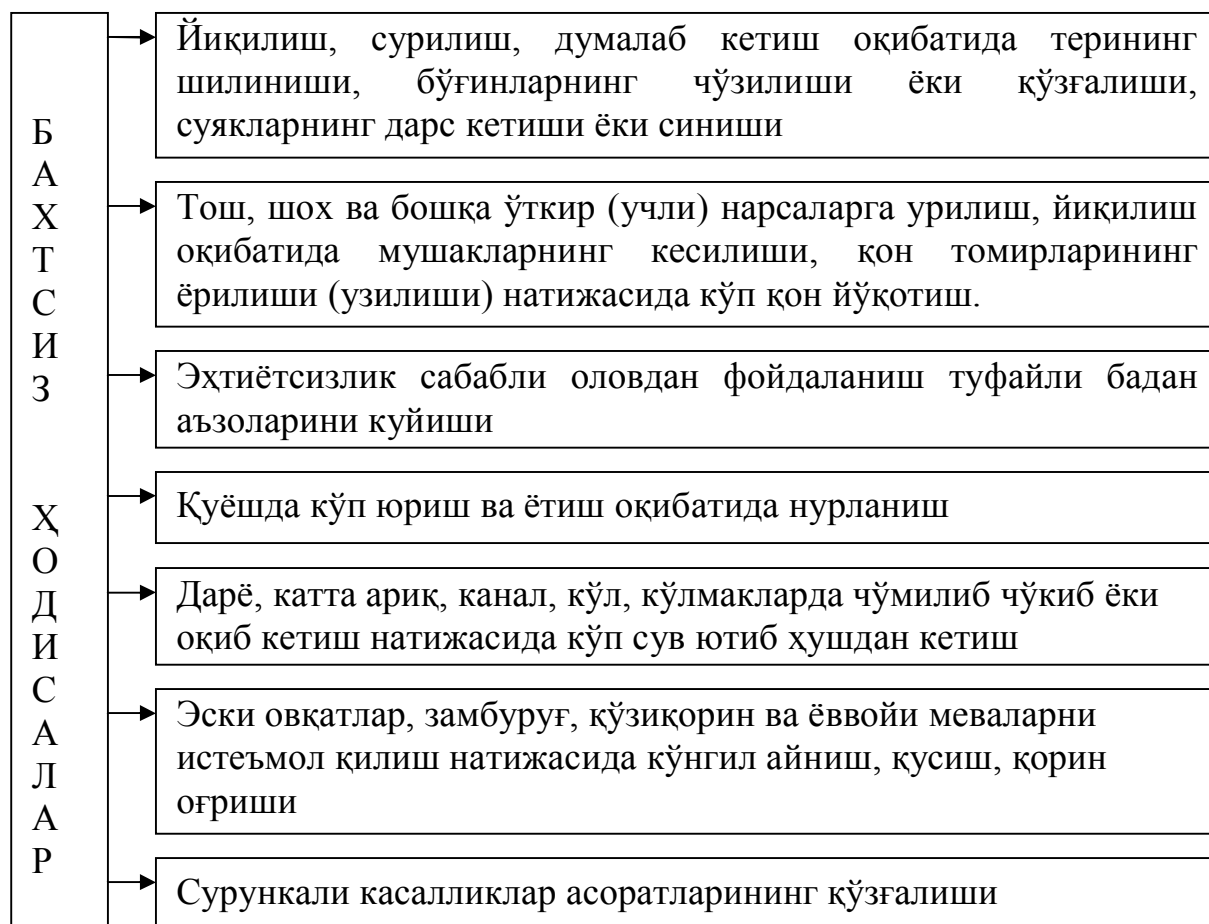 БАХТСИЗ ҲОДИСАЛАР
Йиқилиш, сурилиш, думалаб кетиш оқибатида терининг
шилиниши, бўғинларнинг чўзилиши ёки қўзғалиши,
суякларнинг дарс кетиши ёки синиши
Тош, шох ва бошқа ўткир (учли) нарсаларга урилиш, йиқилиш
оқибатида мушакларнинг кесилиши, қон томирларининг
ёрилиши (узилиши) натижасида кўп қон йўқотиш.
Эҳтиётсизлик сабабли оловдан фойдаланиш туфайли бадан
аъзоларини куйиши
Қуёшда кўп юриш ва ётиш оқибатида нурланиш
Дарё, катта ариқ, канал, кўл, кўлмакларда чўмилиб чўкиб ёки
оқиб кетиш натижасида кўп сув ютиб ҳушдан кетиш
Эски овқатлар, замбуруғ, қўзиқорин ва ёввойи меваларни
истеъмол қилиш натижасида кўнгил айниш, қусиш, қорин
оғриши
Сурункали касалликлар асоратларининг қўзғалиши